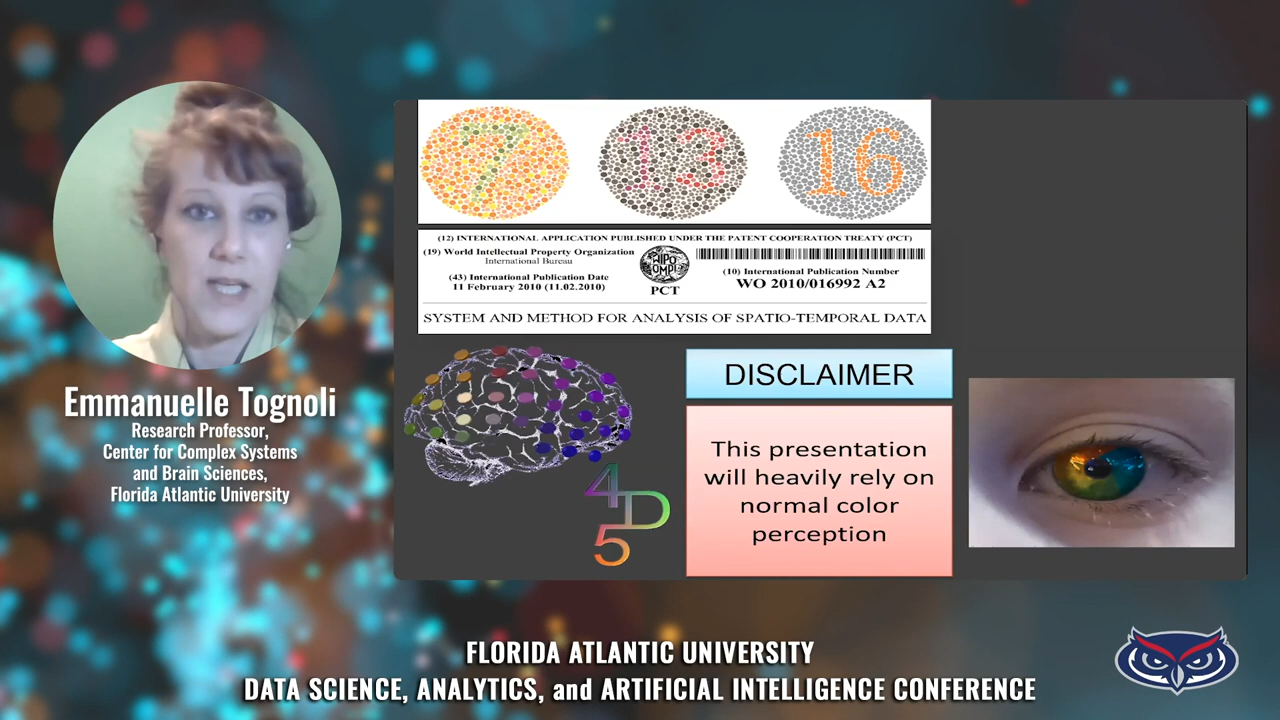 7
13
16
(12) INTERNATIONAL APPLICATION PUBLISHED UNDER THE PATENT COOPERATION TREATY (PCT)
(19) World Intellectual Property Organization
International Bureau
(43) International Publication Date
11 February 2010 (11.02.2010)
WIPO
OMPI
PCT
(10) International Publication Number
WO 2010/016992 A2
SYSTEM AND METHOD FOR ANALYSIS OF SPATIO-TEMPORAL DATA
4D
5
DISCLAIMER
This presentation
will heavily rely on
normal color
perception
Emmanuelle Tognoli
Research Professor,
Center for Complex Systems
and Brain Sciences,
Florida Atlantic University
FLORIDA ATLANTIC UNIVERSITY
DATA SCIENCE, ANALYTICS, and ARTIFICIAL INTELLIGENCE CONFERENCE